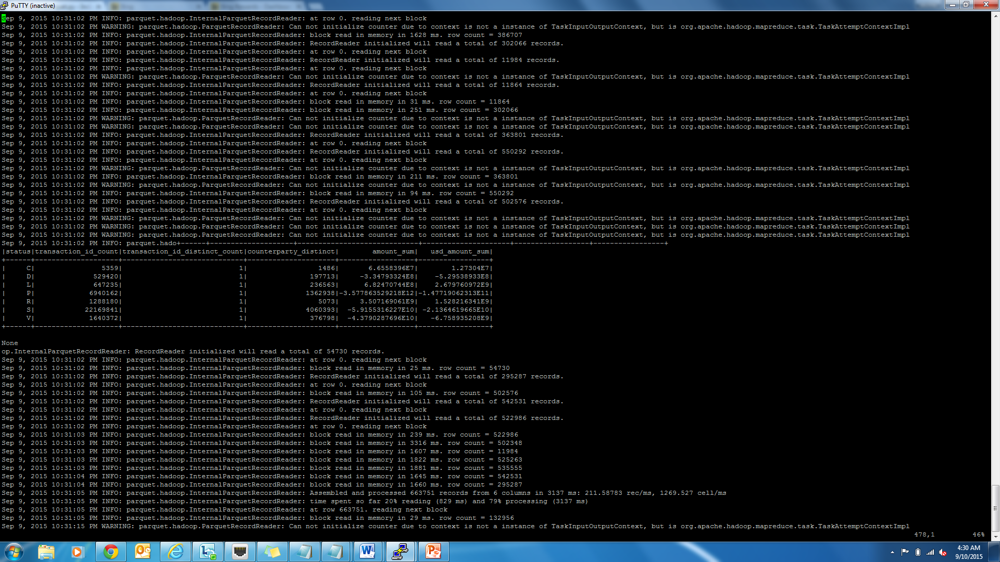 PuTTY (inactive)
Sep 9, 2015 10:31:02 PM INFO: parquet.hadoop.InternalParquetRecordReader: at row 0. reading next block
Sep 9, 2015 10:31:02 PM WARNING: parquet.hadoop.ParquetRecordReader: Can not initialize counter due to context is not a instance of TaskInputOutputContext, but is org.apache.hadoop.mapreduce.task.TaskAttemptContextImpl
Sep 9, 2015 10:31:02 PM INFO: parquet.hadoop.InternalParquetRecordReader: block read in memory in 1628 ms. row count = 386707
Sep 9, 2015 10:31:02 PM INFO: parquet.hadoop.InternalParquetRecordReader: RecordReader initialized will read a total of 302066 records.
Sep 9, 2015 10:31:02 PM INFO: parquet.hadoop.InternalParquetRecordReader: at row 0. reading next block
Sep 9, 2015 10:31:02 PM INFO: parquet.hadoop.InternalParquetRecordReader: RecordReader initialized will read a total of 11984 records.
Sep 9, 2015 10:31:02 PM INFO: parquet.hadoop.InternalParquetRecordReader: at row 0. reading next block
Sep 9, 2015 10:31:02 PM WARNING: parquet.hadoop.ParquetRecordReader: Can not initialize counter due to context is not a instance of TaskInputOutputContext, but is org.apache.hadoop.mapreduce.task.TaskAttemptContextImpl
Sep 9, 2015 10:31:02 PM INFO: parquet.hadoop.InternalParquetRecordReader: RecordReader initialized will read a total of 11864 records.
Sep 9, 2015 10:31:02 PM INFO: parquet.hadoop.InternalParquetRecordReader: at row 0. reading next block
Sep 9, 2015 10:31:02 PM INFO: parquet.hadoop.InternalParquetRecordReader: block read in memory in 31 ms. row count = 11864
Sep 9, 2015 10:31:02 PM INFO: parquet.hadoop.InternalParquetRecordReader: block read in memory in 251 ms. row count = 302066
Sep 9, 2015 10:31:02 PM WARNING: parquet.hadoop.ParquetRecordReader: Can not initialize counter due to context is not a instance of TaskInputOutputContext, but is org.apache.hadoop.mapreduce.task.TaskAttemptContextImpl
Sep 9, 2015 10:31:02 PM WARNING: parquet.hadoop.ParquetRecordReader: Can not initialize counter due to context is not a instance of TaskInputOutputContext, but is org.apache.hadoop.mapreduce.task.TaskAttemptContextImpl
Sep 9, 2015 10:31:02 PM INFO: parquet.hadoop.InternalParquetRecordReader: RecordReader initialized will read a total of 363801 records.
Sep 9, 2015 10:31:02 PM INFO: parquet.hadoop.InternalParquetRecordReader: at row 0. reading next block
Sep 9, 2015 10:31:02 PM INFO: parquet.hadoop.InternalParquetRecordReader: RecordReader initialized will read a total of 550292 records.
Sep 9, 2015 10:31:02 PM INFO: parquet.hadoop.InternalParquetRecordReader: at row 0. reading next block
Sep 9, 2015 10:31:02 PM WARNING: parquet.hadoop.ParquetRecordReader: Can not initialize counter due to context is not a instance of TaskInputOutputContext, but is org.apache.hadoop.mapreduce.task.TaskAttemptContextImpl
Sep 9, 2015 10:31:02 PM INFO: parquet.hadoop.InternalParquetRecordReader: block read in memory in 211 ms. row count = 363801
Sep 9, 2015 10:31:02 PM WARNING: parquet.hadoop.ParquetRecordReader: Can not initialize counter due to context is not a instance of TaskInputOutputContext, but is org.apache.hadoop.mapreduce.task.TaskAttemptContextImpl
Sep 9, 2015 10:31:02 PM INFO: parquet.hadoop.InternalParquetRecordReader: block read in memory in 94 ms. row count = 550292
Sep 9, 2015 10:31:02 PM INFO: parquet.hadoop.InternalParquetRecordReader: RecordReader initialized will read a total of 502576 records.
Sep 9, 2015 10:31:02 PM INFO: parquet.hadoop.InternalParquetRecordReader: at row 0. reading next block
Sep 9, 2015 10:31:02 PM WARNING: parquet.hadoop.ParquetRecordReader: Can not initialize counter due to context is not a instance of TaskInputOutputContext, but is org.apache.hadoop.mapreduce.task.TaskAttemptContextImpl
Sep 9, 2015 10:31:02 PM WARNING: parquet.hadoop.ParquetRecordReader: Can not initialize counter due to context is not a instance of TaskInputOutputContext, but is org.apache.hadoop.mapreduce.task.TaskAttemptContextImpl
Sep 9, 2015 10:31:02 PM WARNING: parquet.hadoop.ParquetRecordReader: Can not initialize counter due to context is not a instance of TaskInputOutputContext, but is org.apache.hadoop.mapreduce.task.TaskAttemptContextImpl
Sep 9, 2015 10:31:02 PM INFO: parquet.hado+------+--------------------+-----------------------------+---------------------+------------------+-----------------+
|status|transaction_id_count|transaction_id_distinct_count|counterparty_distinct|        amount_sum|   usd_amount_sum|
+------+--------------------+-----------------------------+---------------------+------------------+-----------------+
|     C|                5359|                            1|                 1486|       6.6558396E7|        1.27304E7|
|     D|              529420|                            1|               197713|     -3.34793324E8|    -5.29538933E8|
|     L|              647235|                            1|               236563|      6.82470744E8|    2.679760972E9|
|     P|             6940162|                            1|              1362938|-3.577863529218E12|-1.47719062313E11|
|     R|             1288180|                            1|                 5073|     3.507169061E9|    1.528216341E9|
|     S|            22169841|                            1|              4060393|  -5.9155316227E10| -2.1364619665E10|
|     V|             1640372|                            1|               376798|  -4.3790287696E10|   -6.758935208E9|
+------+--------------------+-----------------------------+---------------------+------------------+-----------------+
None
op.InternalParquetRecordReader: RecordReader initialized will read a total of 54730 records.
Sep 9, 2015 10:31:02 PM INFO: parquet.hadoop.InternalParquetRecordReader: at row 0. reading next block
Sep 9, 2015 10:31:02 PM INFO: parquet.hadoop.InternalParquetRecordReader: block read in memory in 25 ms. row count = 54730
Sep 9, 2015 10:31:02 PM INFO: parquet.hadoop.InternalParquetRecordReader: RecordReader initialized will read a total of 295287 records.
Sep 9, 2015 10:31:02 PM INFO: parquet.hadoop.InternalParquetRecordReader: at row 0. reading next block
Sep 9, 2015 10:31:02 PM INFO: parquet.hadoop.InternalParquetRecordReader: block read in memory in 105 ms. row count = 502576
Sep 9, 2015 10:31:02 PM INFO: parquet.hadoop.InternalParquetRecordReader: RecordReader initialized will read a total of 542531 records.
Sep 9, 2015 10:31:02 PM INFO: parquet.hadoop.InternalParquetRecordReader: at row 0. reading next block
Sep 9, 2015 10:31:02 PM INFO: parquet.hadoop.InternalParquetRecordReader: RecordReader initialized will read a total of 522986 records.
Sep 9, 2015 10:31:02 PM INFO: parquet.hadoop.InternalParquetRecordReader: at row 0. reading next block
Sep 9, 2015 10:31:03 PM INFO: parquet.hadoop.InternalParquetRecordReader: block read in memory in 239 ms. row count = 522986
Sep 9, 2015 10:31:03 PM INFO: parquet.hadoop.InternalParquetRecordReader: block read in memory in 3316 ms. row count = 502348
Sep 9, 2015 10:31:03 PM INFO: parquet.hadoop.InternalParquetRecordReader: block read in memory in 1607 ms. row count = 11984
Sep 9, 2015 10:31:03 PM INFO: parquet.hadoop.InternalParquetRecordReader: block read in memory in 1822 ms. row count = 525263
Sep 9, 2015 10:31:03 PM INFO: parquet.hadoop.InternalParquetRecordReader: block read in memory in 1881 ms. row count = 535555
Sep 9, 2015 10:31:04 PM INFO: parquet.hadoop.InternalParquetRecordReader: block read in memory in 1645 ms. row count = 542531
Sep 9, 2015 10:31:04 PM INFO: parquet.hadoop.InternalParquetRecordReader: block read in memory in 1660 ms. row count = 295287
Sep 9, 2015 10:31:05 PM INFO: parquet.hadoop.InternalParquetRecordReader: Assembled and processed 663751 records from 6 columns in 3137 ms: 211.58783 rec/ms, 1269.527 cell/ms
Sep 9, 2015 10:31:05 PM INFO: parquet.hadoop.InternalParquetRecordReader: time spent so far 20% reading (829 ms) and 79% processing (3137 ms)
Sep 9, 2015 10:31:05 PM INFO: parquet.hadoop.InternalParquetRecordReader: at row 663751. reading next block
Sep 9, 2015 10:31:05 PM INFO: parquet.hadoop.InternalParquetRecordReader: block read in memory in 29 ms. row count = 132956
Sep 9, 2015 10:31:15 PM WARNING: parquet.hadoop.ParquetRecordReader: Can not initialize counter due to context is not a instance of TaskInputOutputContext, but is org.apache.hadoop.mapreduce.task.TaskAttemptContextImpl
478,1 46%
4:30 AM
9/10/2015